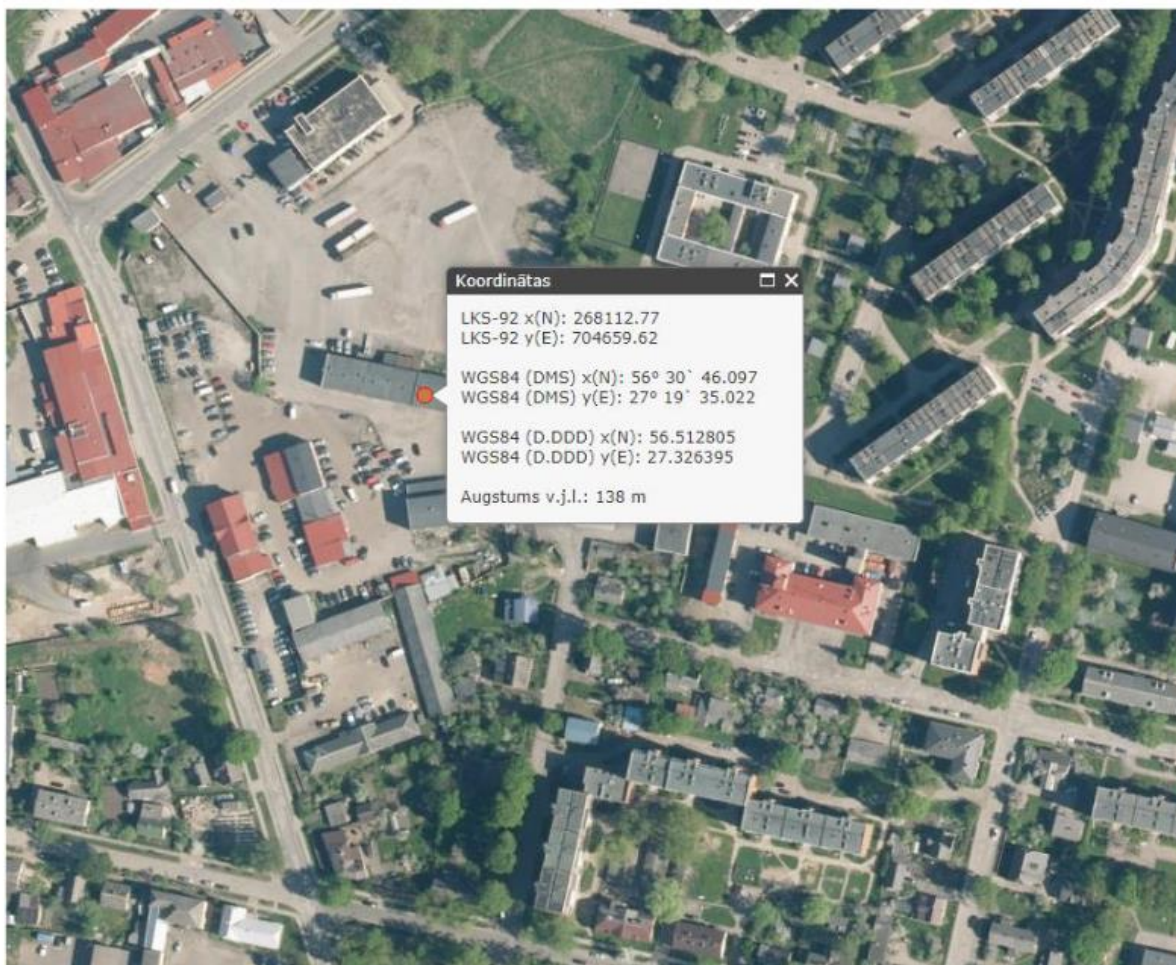 Koordinātas
LKS-92 x(N): 268112.77
LKS-92 y(E): 704659.62
WGS84 (DMS) x(N): 56° 30` 46.097
WGS84 (DMS) y(E): 27° 19` 35.022
WGS84 (D.DDD) x(N): 56.512805
WGS84 (D.DDD) y(E): 27.326395
Augstums v.j.l.: 138 m